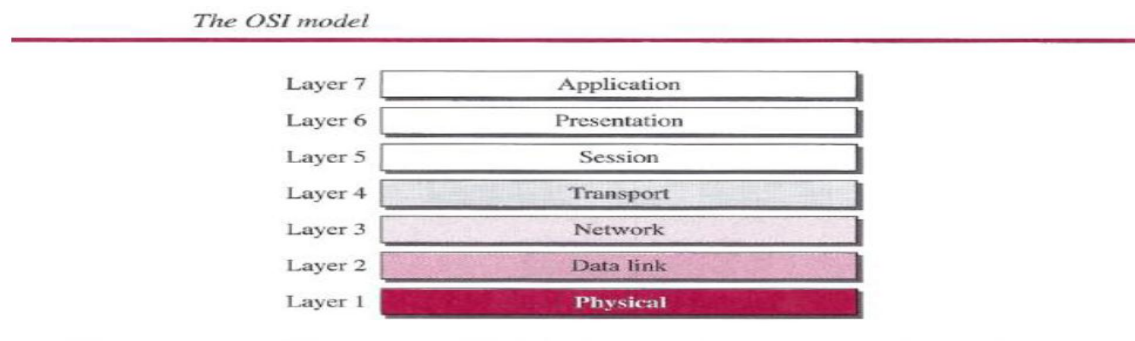 The OSI model
Layer 7 Application
Layer 6 Presentation
Layer 5 Session
Layer 4 Transport
Layer 3 Network
Layer 2 Data link
Layer 1 Physical